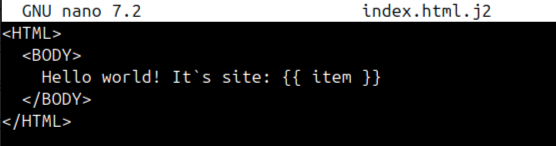 GNU nano 7.2 index.html.j2
<HTML>
  <BODY>
    Hello world! It`s site: {{ item }}
  </BODY>
</HTML>